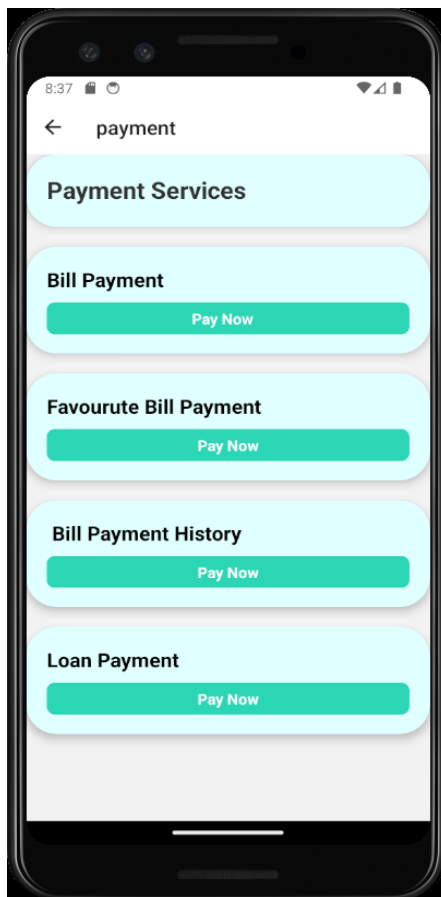 8:37
payment
Payment Services
Bill Payment
Pay Now
Favourute Bill Payment
Pay Now
Bill Payment History
Pay Now
Loan Payment
Pay Now